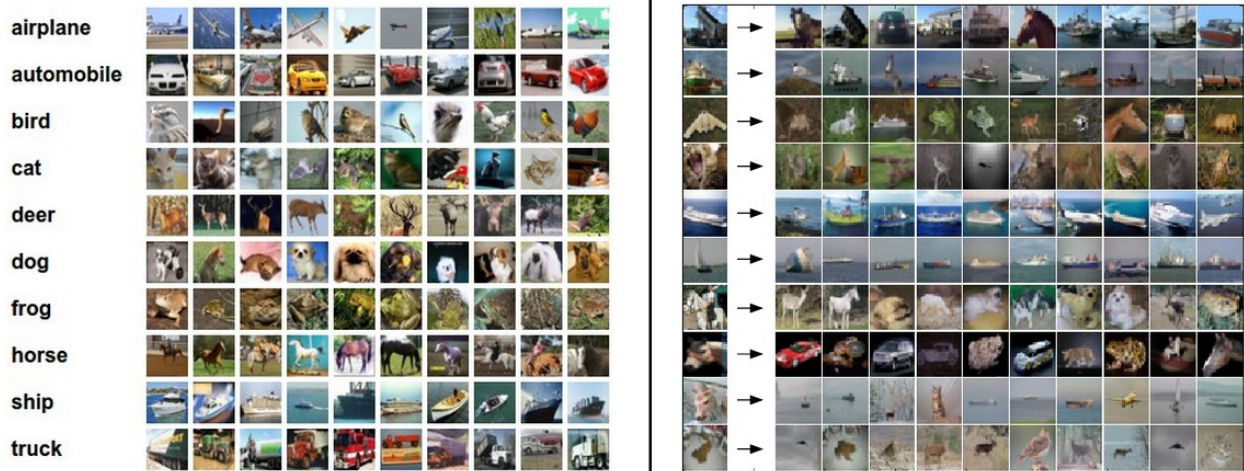 airplane
automobile
bird
cat
deer
dog
frog
horse
ship
truck